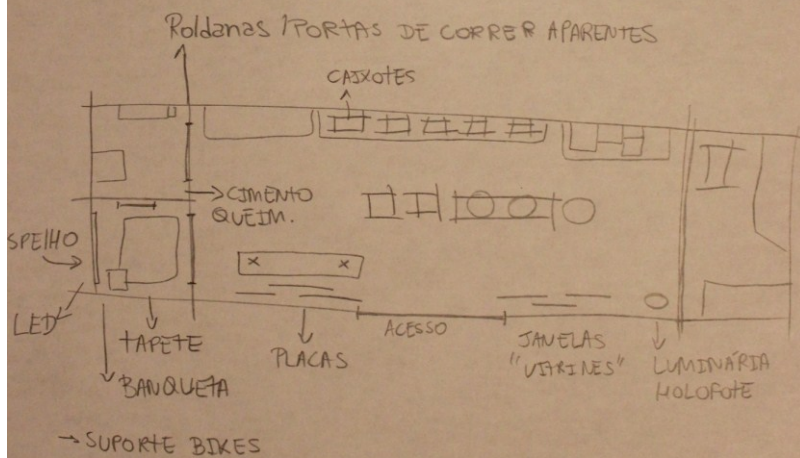 Roldanas / PORTAS DE CORRER APARENTES
CAIXOTES
CIMENTO
QUEIM.
SPELHO
LED
TAPETE
BANQUETA
PLACAS
ACESSO
JANELAS
"VITRINES"
LUMINÁRIA
HOLOFOTE
→ SUPORTE BIKES